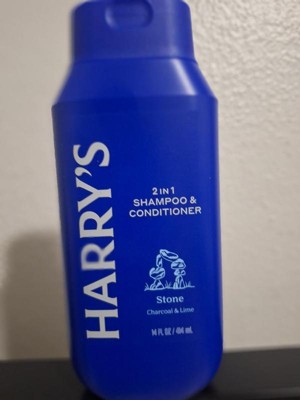 HARRY'S
2 IN 1
SHAMPOO &
CONDITIONER
Stone
Charcoal & Lime
14 FL OZ / 414 mL